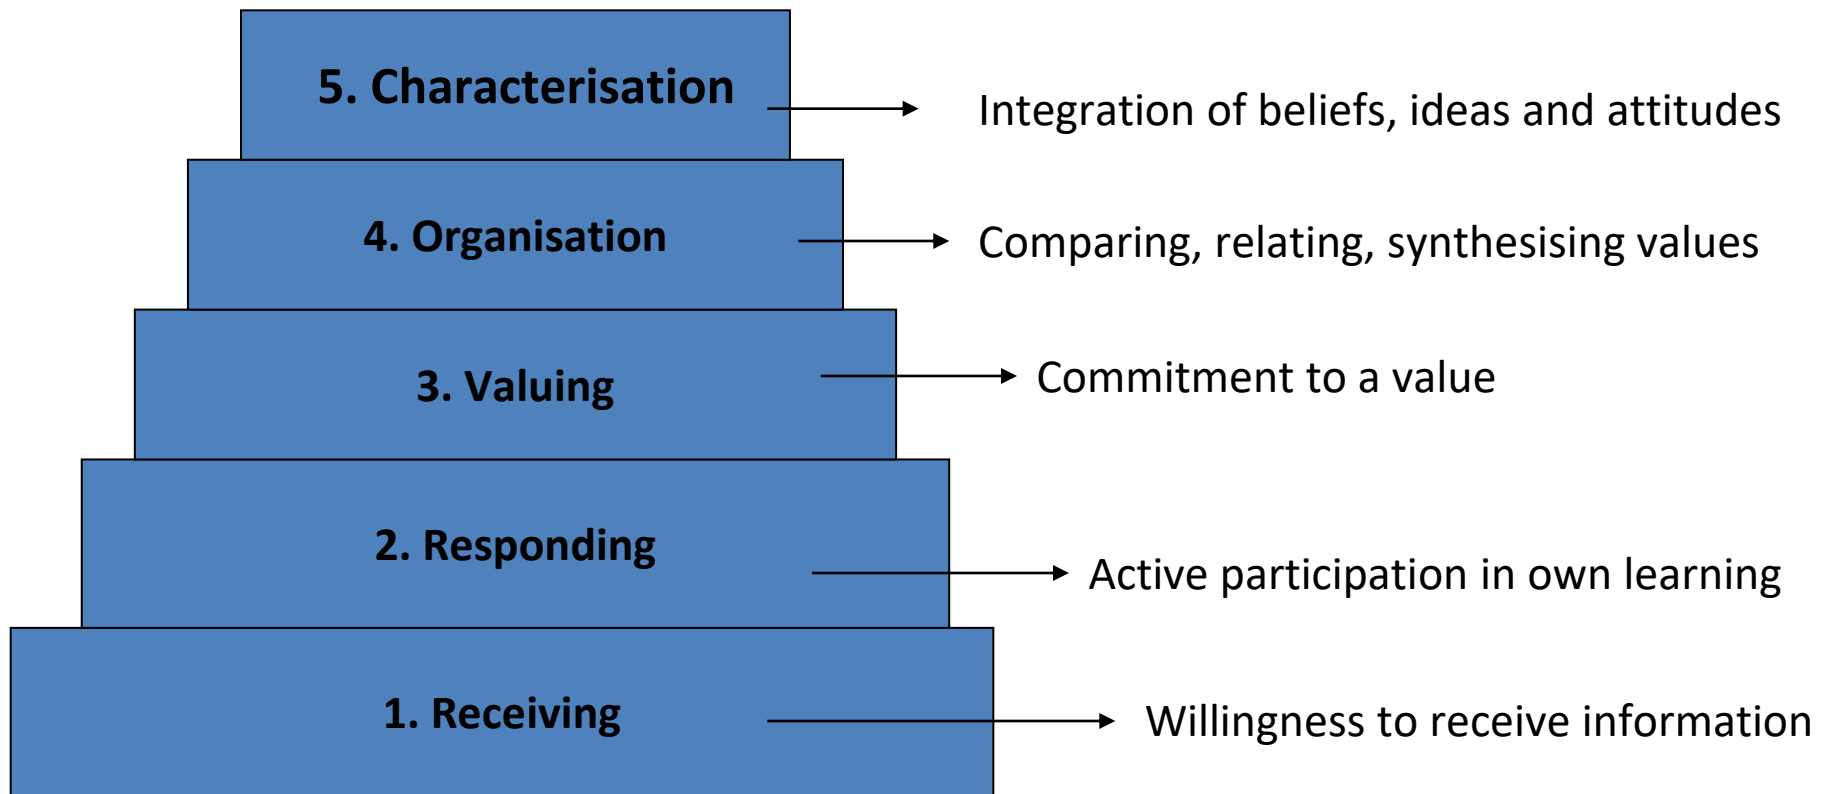 5. Characterisation
Integration of beliefs, ideas and attitudes
4. Organisation
Comparing, relating, synthesising values
3. Valuing
Commitment to a value
2. Responding
Active participation in own learning
1. Receiving
Willingness to receive information